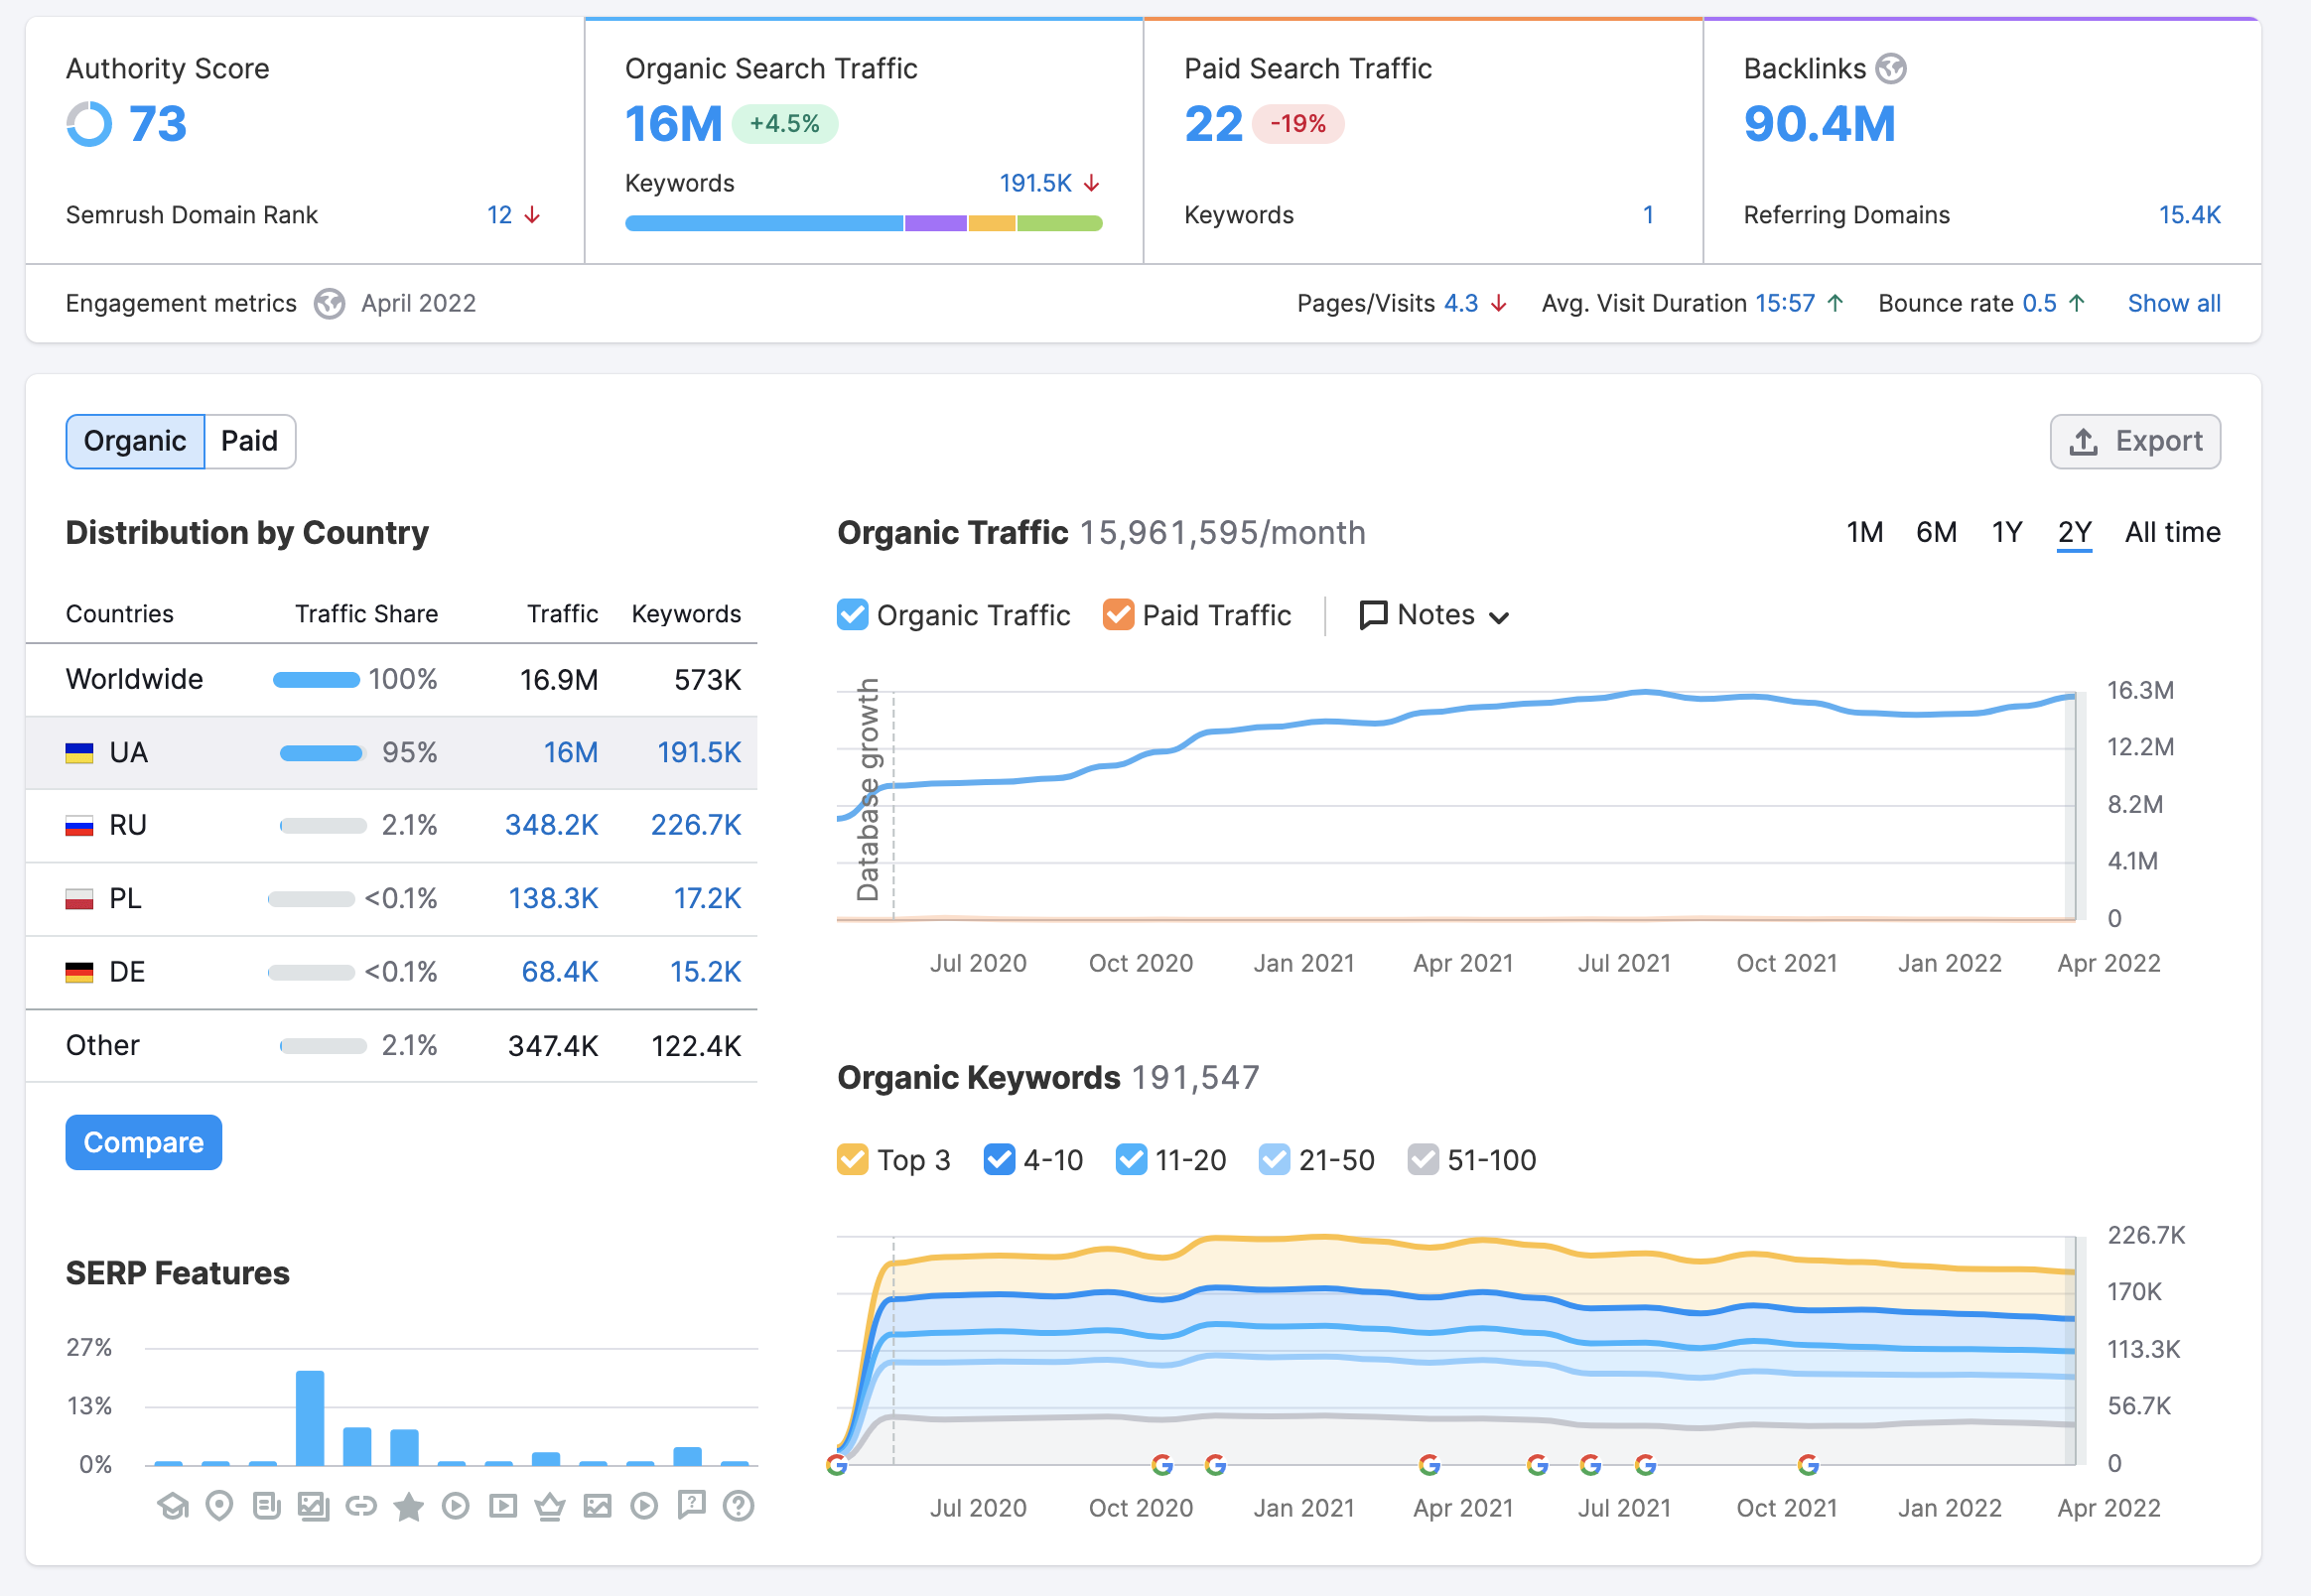 Authority Score
73
Semrush Domain Rank 12
Organic Search Traffic
16M +4.5%
Keywords 191.5K
Paid Search Traffic
22 -19%
Keywords 1
Backlinks
90.4M
Referring Domains 15.4K
Engagement metrics April 2022 Pages/Visits 4.3 Avg. Visit Duration 15:57 Bounce rate 0.5 Show all
Organic Paid Export
Distribution by Country
Countries Traffic Share Traffic Keywords
Worldwide 100% 16.9M 573K
UA 95% 16M 191.5K
RU 2.1% 348.2K 226.7K
PL <0.1% 138.3K 17.2K
DE <0.1% 68.4K 15.2K
Other 2.1% 347.4K 122.4K
Compare
SERP Features
27%
13%
0%
Organic Traffic 15,961,595/month 1M 6M 1Y 2Y All time
Organic Traffic Paid Traffic Notes
Database growth
16.3M
12.2M
8.2M
4.1M
0
Jul 2020 Oct 2020 Jan 2021 Apr 2021 Jul 2021 Oct 2021 Jan 2022 Apr 2022
Organic Keywords 191,547
Top 3 4-10 11-20 21-50 51-100
226.7K
170K
113.3K
56.7K
0
Jul 2020 Oct 2020 Jan 2021 Apr 2021 Jul 2021 Oct 2021 Jan 2022 Apr 2022